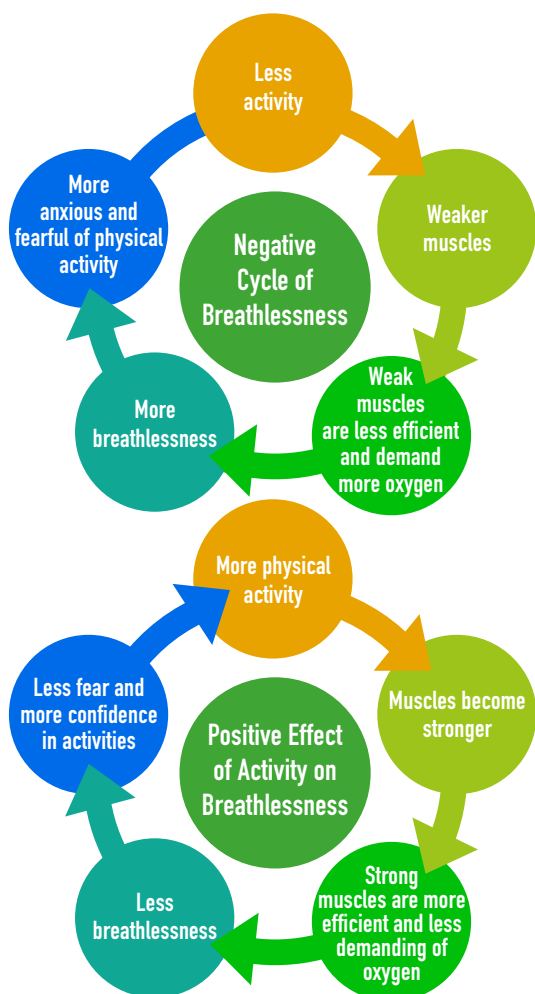 Less
activity
Weaker
muscles
Weak
muscles
are less efficient
and demand
more oxygen
More
breathlessness
More
anxious and
fearful of physical
activity
Negative
Cycle of
Breathlessness
More physical
activity
Muscles become
stronger
Strong
muscles are more
efficient and less
demanding of
oxygen
Less
breathlessness
Less fear and
more confidence
in activities
Positive Effect
of Activity on
Breathlessness